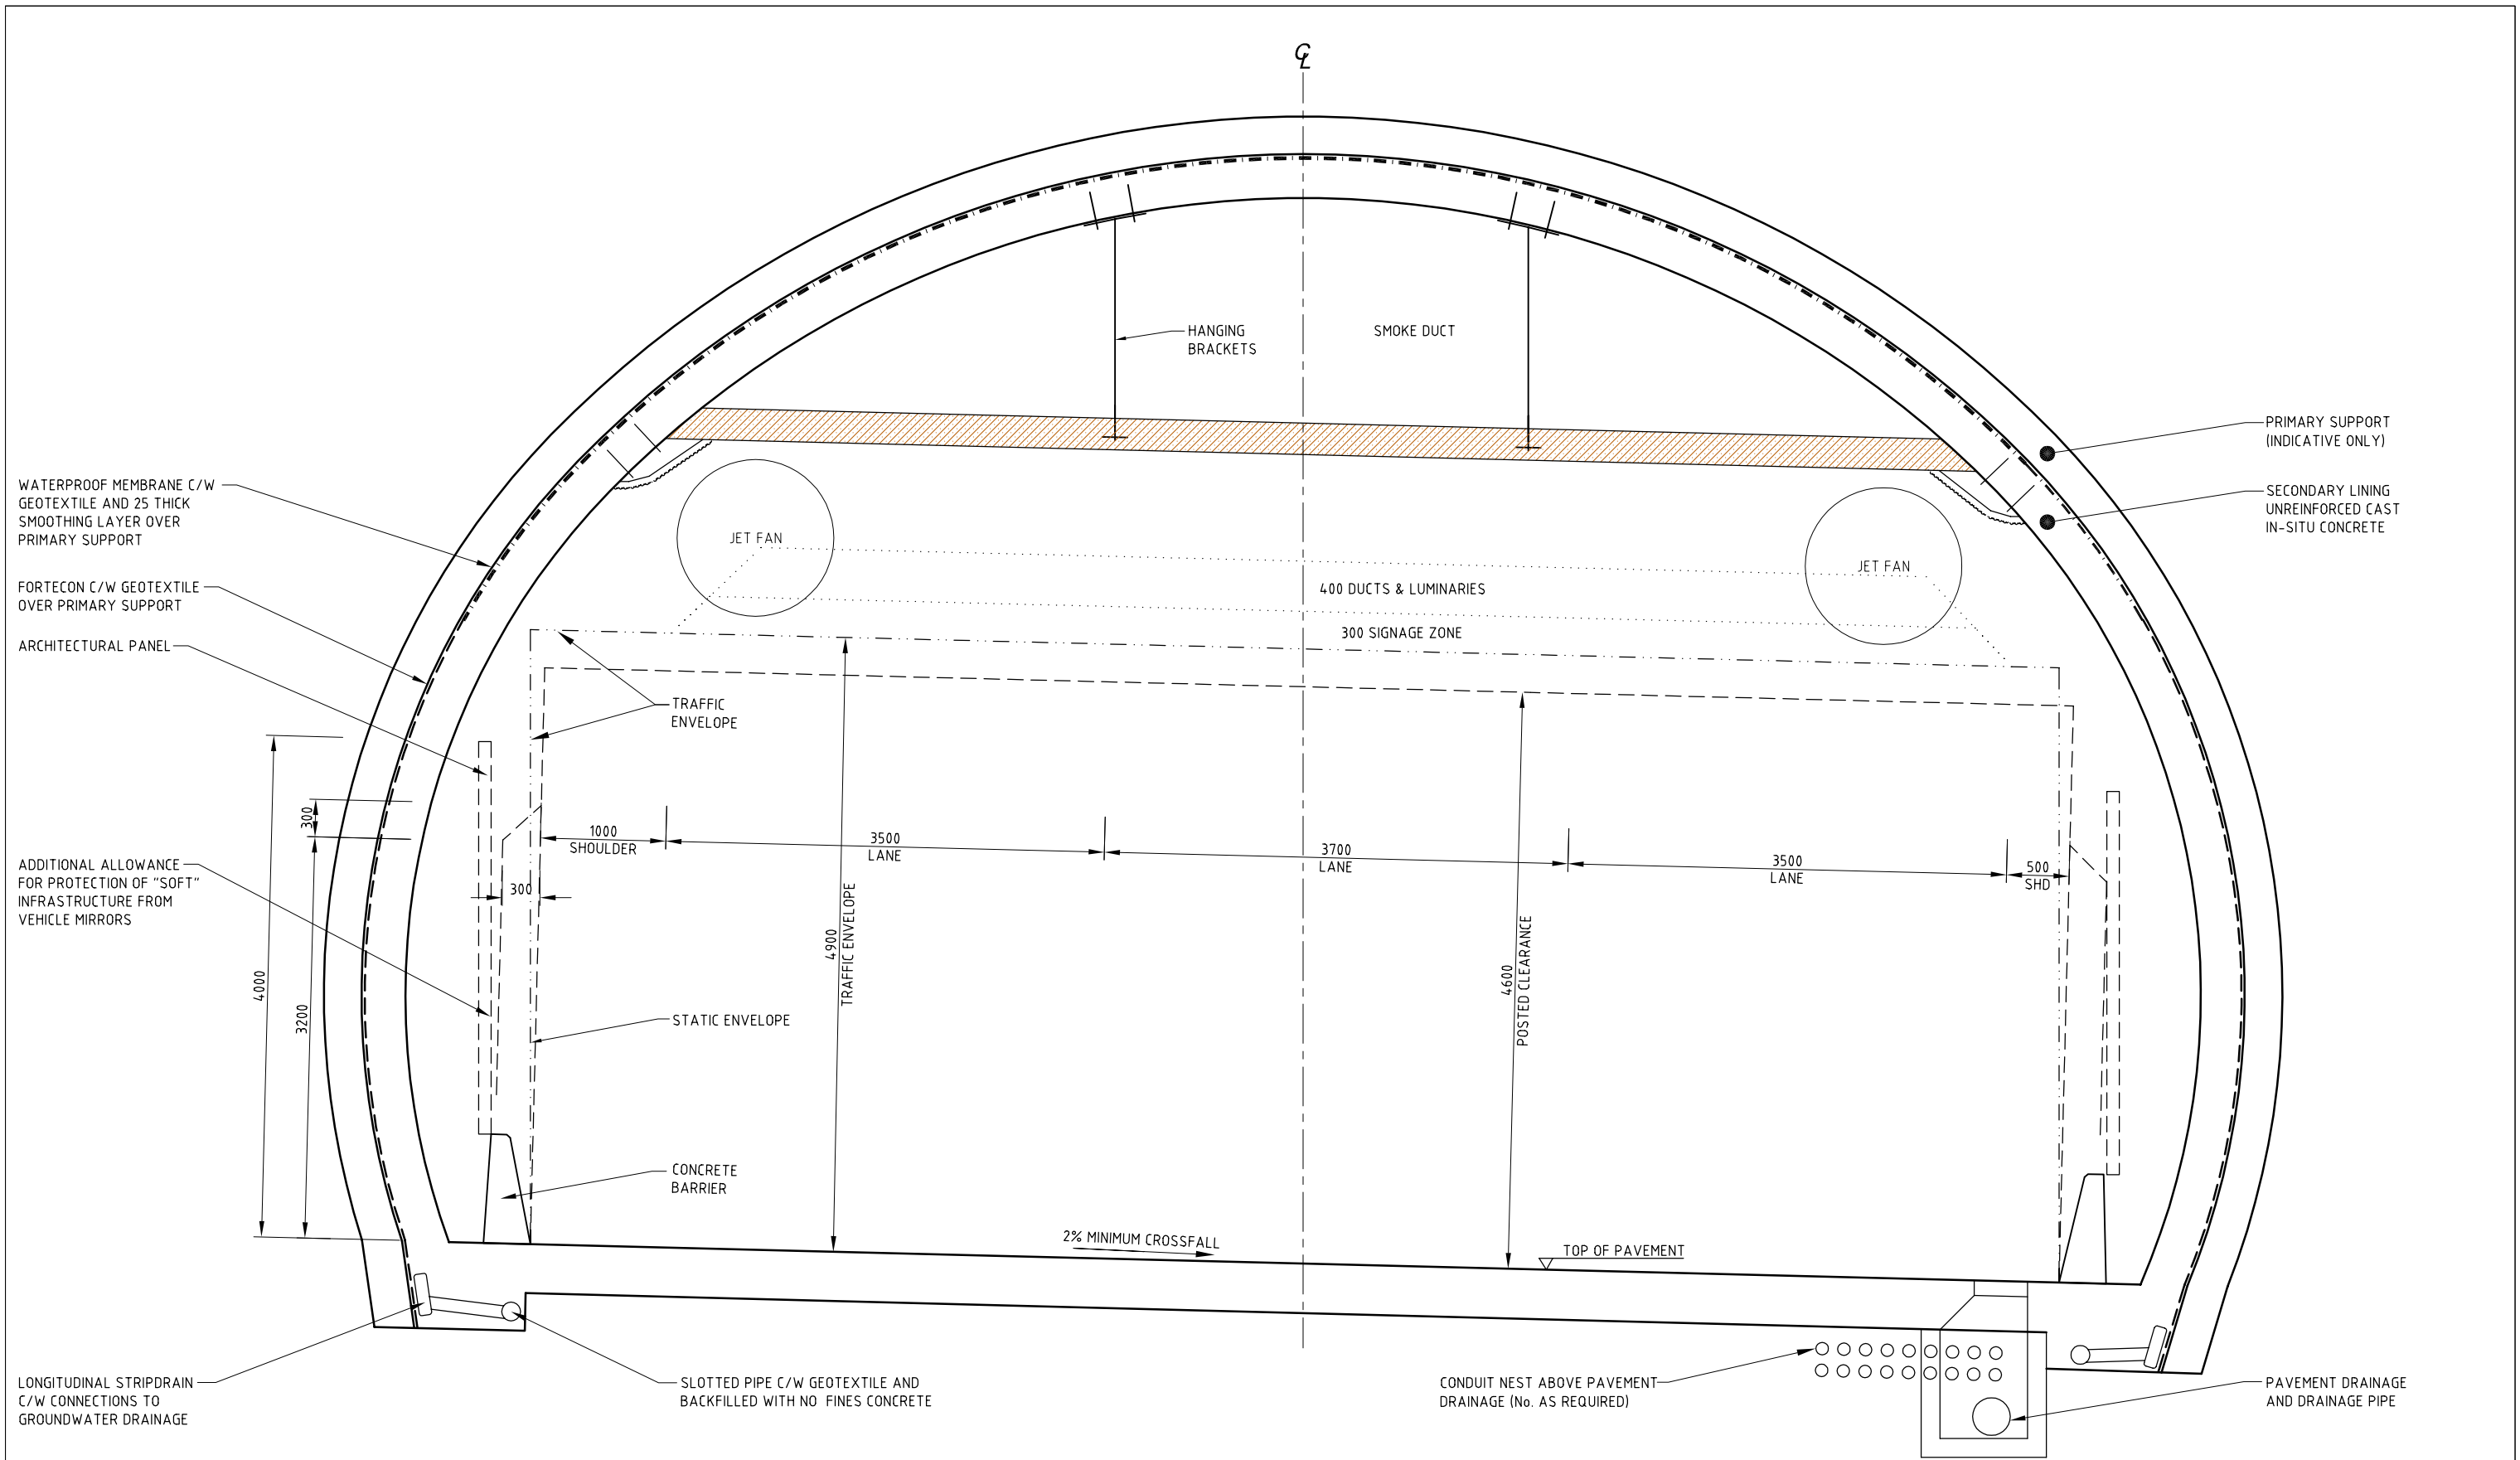 ℄
HANGING
BRACKETS
SMOKE DUCT
PRIMARY SUPPORT
(INDICATIVE ONLY)
WATERPROOF MEMBRANE C/W
GEOTEXTILE AND 25 THICK
SMOOTHING LAYER OVER
PRIMARY SUPPORT
SECONDARY LINING
UNREINFORCED CAST
IN-SITU CONCRETE
JET FAN
JET FAN
FORTECON C/W GEOTEXTILE
OVER PRIMARY SUPPORT
400 DUCTS & LUMINARIES
300 SIGNAGE ZONE
ARCHITECTURAL PANEL
TRAFFIC
ENVELOPE
300
1000
SHOULDER
3500
LANE
3700
LANE
3500
LANE
500
SHD
ADDITIONAL ALLOWANCE
FOR PROTECTION OF "SOFT"
INFRASTRUCTURE FROM
VEHICLE MIRRORS
300
4000
3200
4900
TRAFFIC ENVELOPE
4600
POSTED CLEARANCE
STATIC ENVELOPE
CONCRETE
BARRIER
2% MINIMUM CROSSFALL
TOP OF PAVEMENT
LONGITUDINAL STRIPDRAIN
C/W CONNECTIONS TO
GROUNDWATER DRAINAGE
SLOTTED PIPE C/W GEOTEXTILE AND
BACKFILLED WITH NO FINES CONCRETE
CONDUIT NEST ABOVE PAVEMENT
DRAINAGE (No. AS REQUIRED)
PAVEMENT DRAINAGE
AND DRAINAGE PIPE